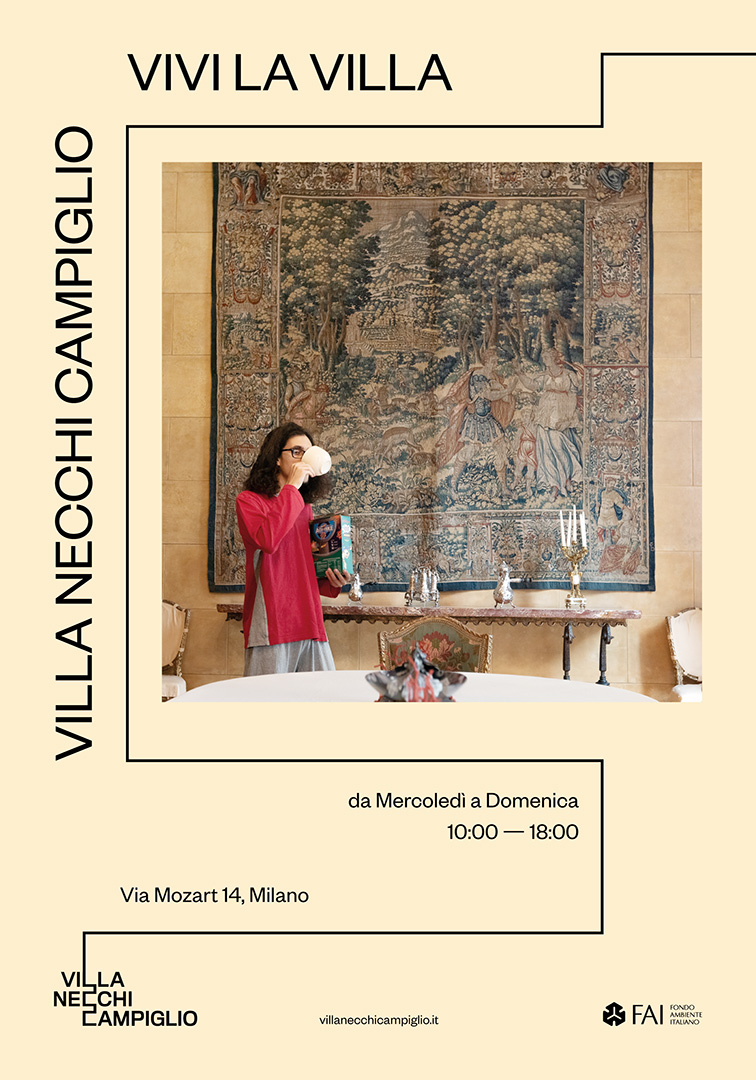 VIVI LA VILLA
VILLA NECCHI CAMPIGLIO
da Mercoledì a Domenica
10:00 — 18:00
Via Mozart 14, Milano
VILLA
NECCHI
CAMPIGLIO
villanecchicampiglio.it
FAI
FONDO
AMBIENTE
ITALIANO